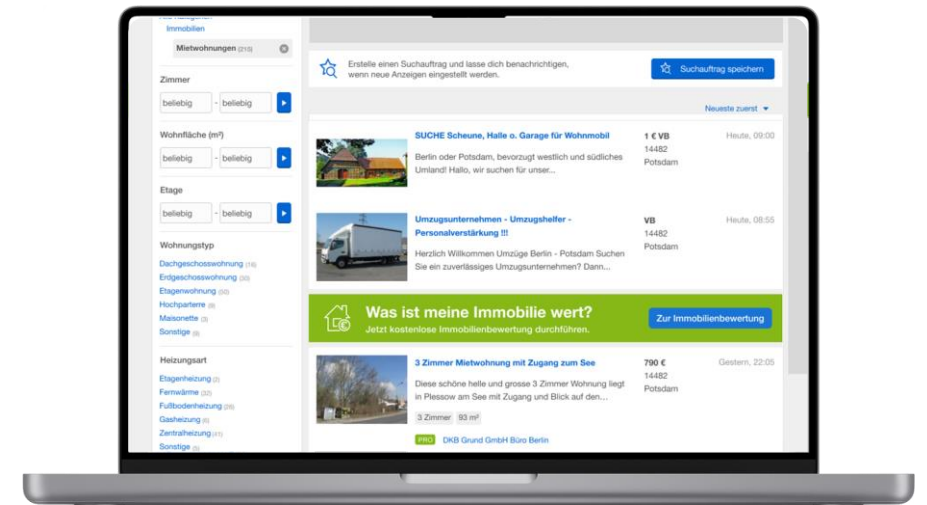 Immobilien
Mietwohnungen (210)
Zimmer
beliebig - beliebig
Wohnfläche (m²)
beliebig - beliebig
Etage
beliebig - beliebig
Wohnungstyp
Dachgeschosswohnung
Erdgeschosswohnung
Etagenwohnung (50)
Hochparterre
Maisonette (3)
Sonstige
Heizungsart
Etagenheizung (2)
Fernwärme (32)
Fußbodenheizung
Gasheizung
Zentralheizung (41)
Sonstige
Erstelle einen Suchauftrag und lasse dich benachrichtigen,
wenn neue Anzeigen eingestellt werden.
Suchauftrag speichern
Neueste zuerst
SUCHE Scheune, Halle o. Garage für Wohnmobil
Berlin oder Potsdam, bevorzugt westlich und südliches
Umland! Hallo, wir suchen für unser...
1 € VB
14482
Potsdam
Heute, 09:00
Umzugsunternehmen - Umzugshelfer -
Personalverstärkung !!!
Herzlich Willkommen Umzüge Berlin - Potsdam Suchen
Sie ein zuverlässiges Umzugsunternehmen? Dann...
VB
14482
Potsdam
Heute, 08:55
Was ist meine Immobilie wert?
Jetzt kostenlose Immobilienbewertung durchführen.
Zur Immobilienbewertung
3 Zimmer Mietwohnung mit Zugang zum See
Diese schöne helle und grosse 3 Zimmer Wohnung liegt
in Plessow am See mit Zugang und Blick auf den...
3 Zimmer 93 m²
PRO DKB Grund GmbH Büro Berlin
790 €
14482
Potsdam
Gestern, 22:05